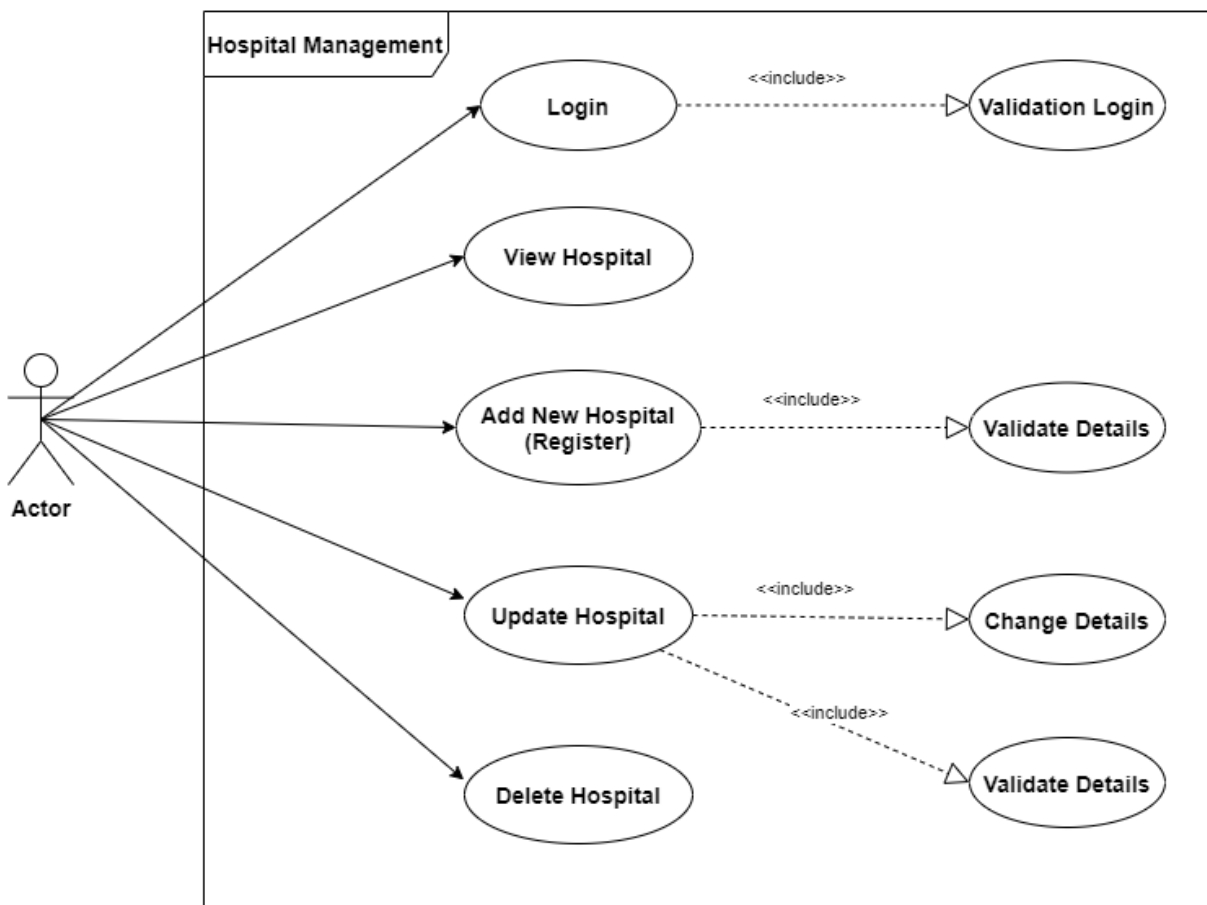 Hospital Management
Login
<<include>>
Validation Login
View Hospital
Add New Hospital
(Register)
<<include>>
Validate Details
Actor
Update Hospital
<<include>>
Change Details
<<include>>
Validate Details
Delete Hospital